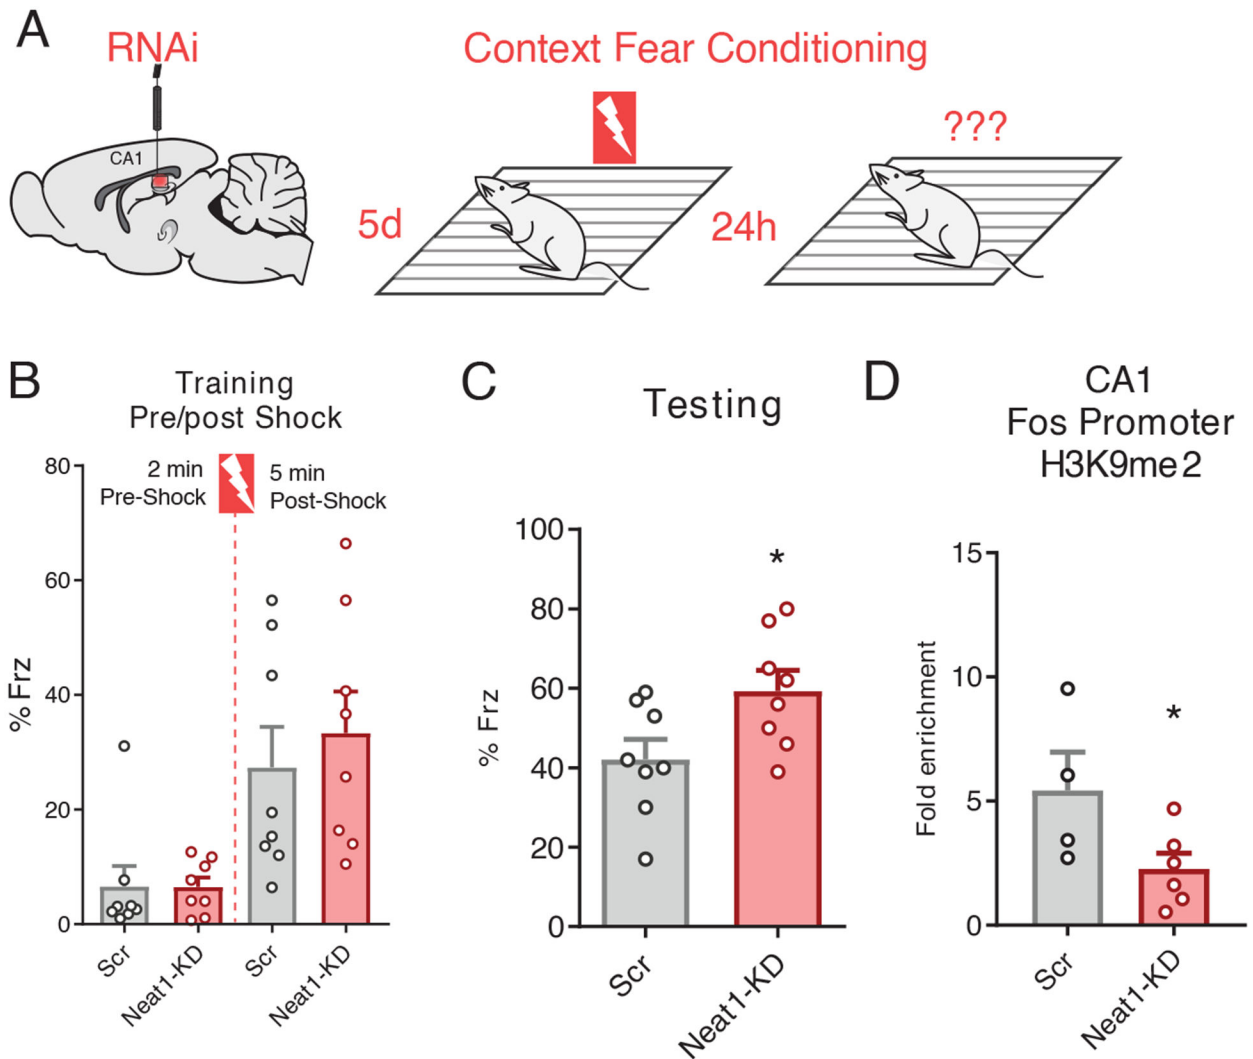 A
RNAi
Context Fear Conditioning
CA1
???
5d
24h
B
Training
Pre/post Shock
2 min
Pre-Shock
5 min
Post-Shock
% Frz
80
60
40
20
0
Scr
Neat1-KD
Scr
Neat1-KD
C
Testing
% Frz
100
80
60
40
20
0
*
Scr
Neat1-KD
D
CA1
Fos Promoter
H3K9me2
Fold enrichment
15
10
5
0
*
Scr
Neat1-KD